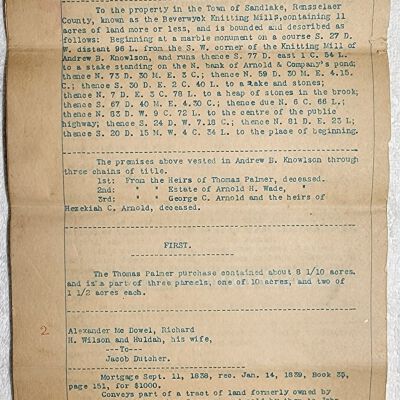 To the property in the Town of Sandlake, Rensselaer
County, known as the Beverwyck Knitting Mills,containing 11
acres of land more or less, and is bounded and described as
follows: Beginning at a marble monument on a course S. 27 D.
W. distant 96 L. from the S. W. corner of the Knitting Mill of
Andrew B. Knowlson, and runs thence S. 77 D. east 1 C. 54 L.
to a stake standing on the N. bank of Arnold & Company's pond;
thence N. 73 D. 30 M. E 3 C.; thence N. 59 D. 30 M. E. 4.15.
C.; thence S. 30 D. E. 2 C. 40 L. to a stake and stones;
thence N. 7 D. E. 3 C. 78 L. to a heap of stones in the brook;
thence S. 67 D. 40 M. E. 4.30 C.; thence due N. 6 C. 66 L.;
thence N. 83 D. W. 9 C. 72 L. to the centre of the public
highway; thence S. 24 D. W. 7.18 C.; thence N. 81 D. E. 23 L;
thence S. 20 D. 15 M. W. 4 C. 34 L. to the place of beginning.
The premises above vested in Andrew B. Knowlson through
three chains of title.
1st: From the Heirs of Thomas Palmer, deceased.
2nd: " Estate of Arnold H. Wade, "
3rd: " " George C. Arnold and the heirs of
Hezekiah C. Arnold, deceased.
FIRST.
The Thomas Palmer purchase contained about 8 1/10 acres,
and is a part of three parcels, one of 10 acres, and two of
1 1/2 acres each.
2
Alexander Mc Dowel, Richard
H. Wilson and Huldah, his wife,
---To---
Jacob Dutcher.
Mortgage Sept. 11, 1838, rec. Jan. 14, 1839, Book 35,
page 151, for $1000.
Conveys part of a tract of land formerly owned by